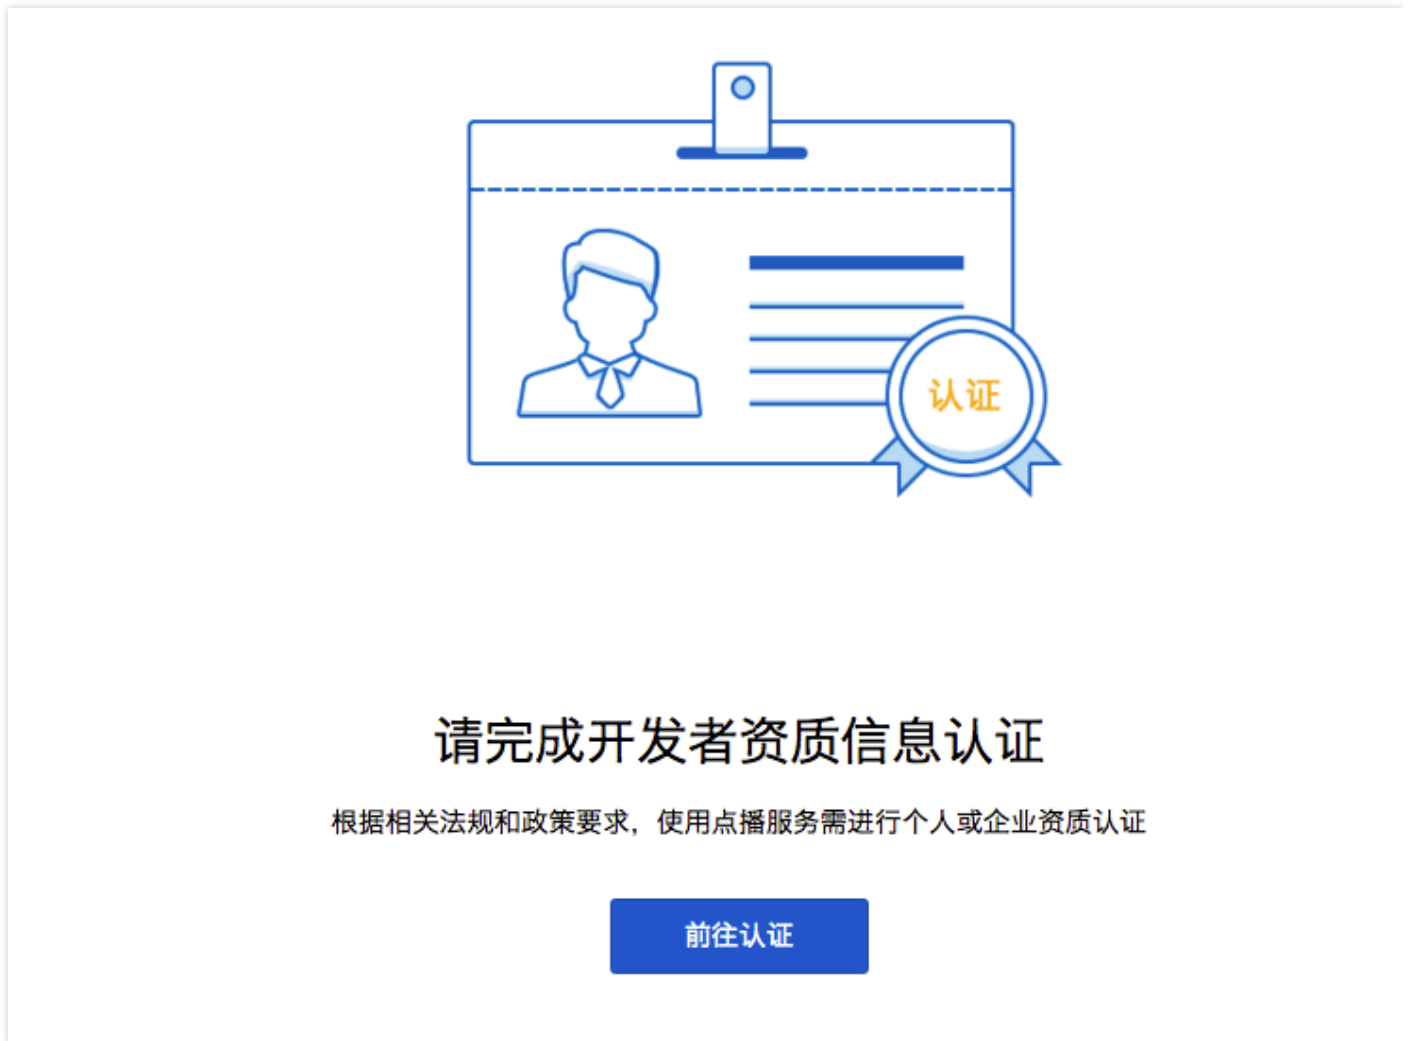 认证
请完成开发者资质信息认证
根据相关法规和政策要求，使用点播服务需进行个人或企业资质认证
前往认证